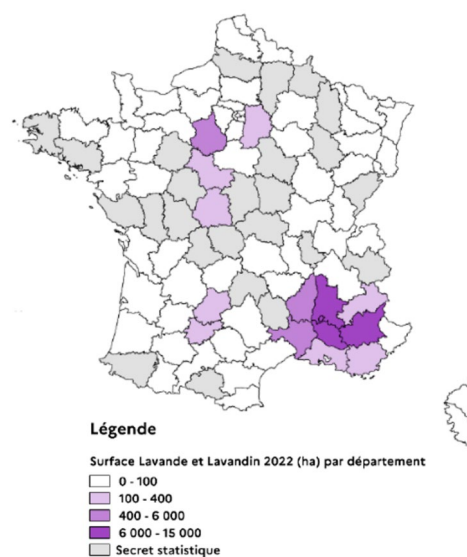 Légende
Surface Lavande et Lavandin 2022 (ha) par département
0 - 100
100 - 400
400 - 6 000
6 000 - 15 000
Secret statistique